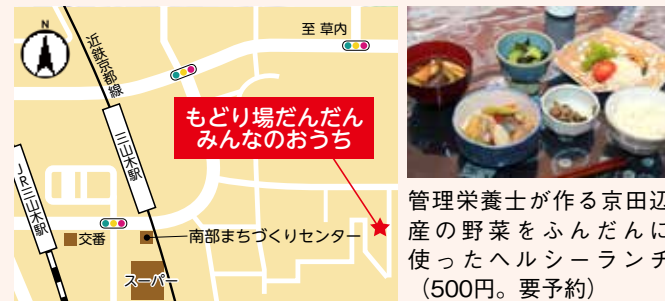 N
近鉄京都線
至 草内
もどり場だんだん
みんなのおうち
三山木駅
JR三山木駅
交番
南部まちづくりセンター
スーパー
管理栄養士が作る京田辺
産の野菜をふんだんに
使ったヘルシーランチ
（500円。要予約）